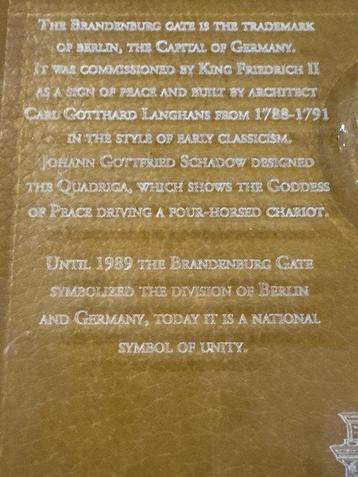 The Brandenburg gate is the trademark
of berlin, the Capital of Germany.
It was commissioned by King Friedrich II
as a sign of peace and built by architect
Carl Gotthard Langhans from 1788-1791
in the style of early classicism.
Johann Gottfried Schadow designed
the Quadriga, which shows the Goddess
of Peace driving a four-horsed chariot.
Until 1989 the Brandenburg Gate
symbolized the division of Berlin
and Germany, today it is a national
symbol of unity.